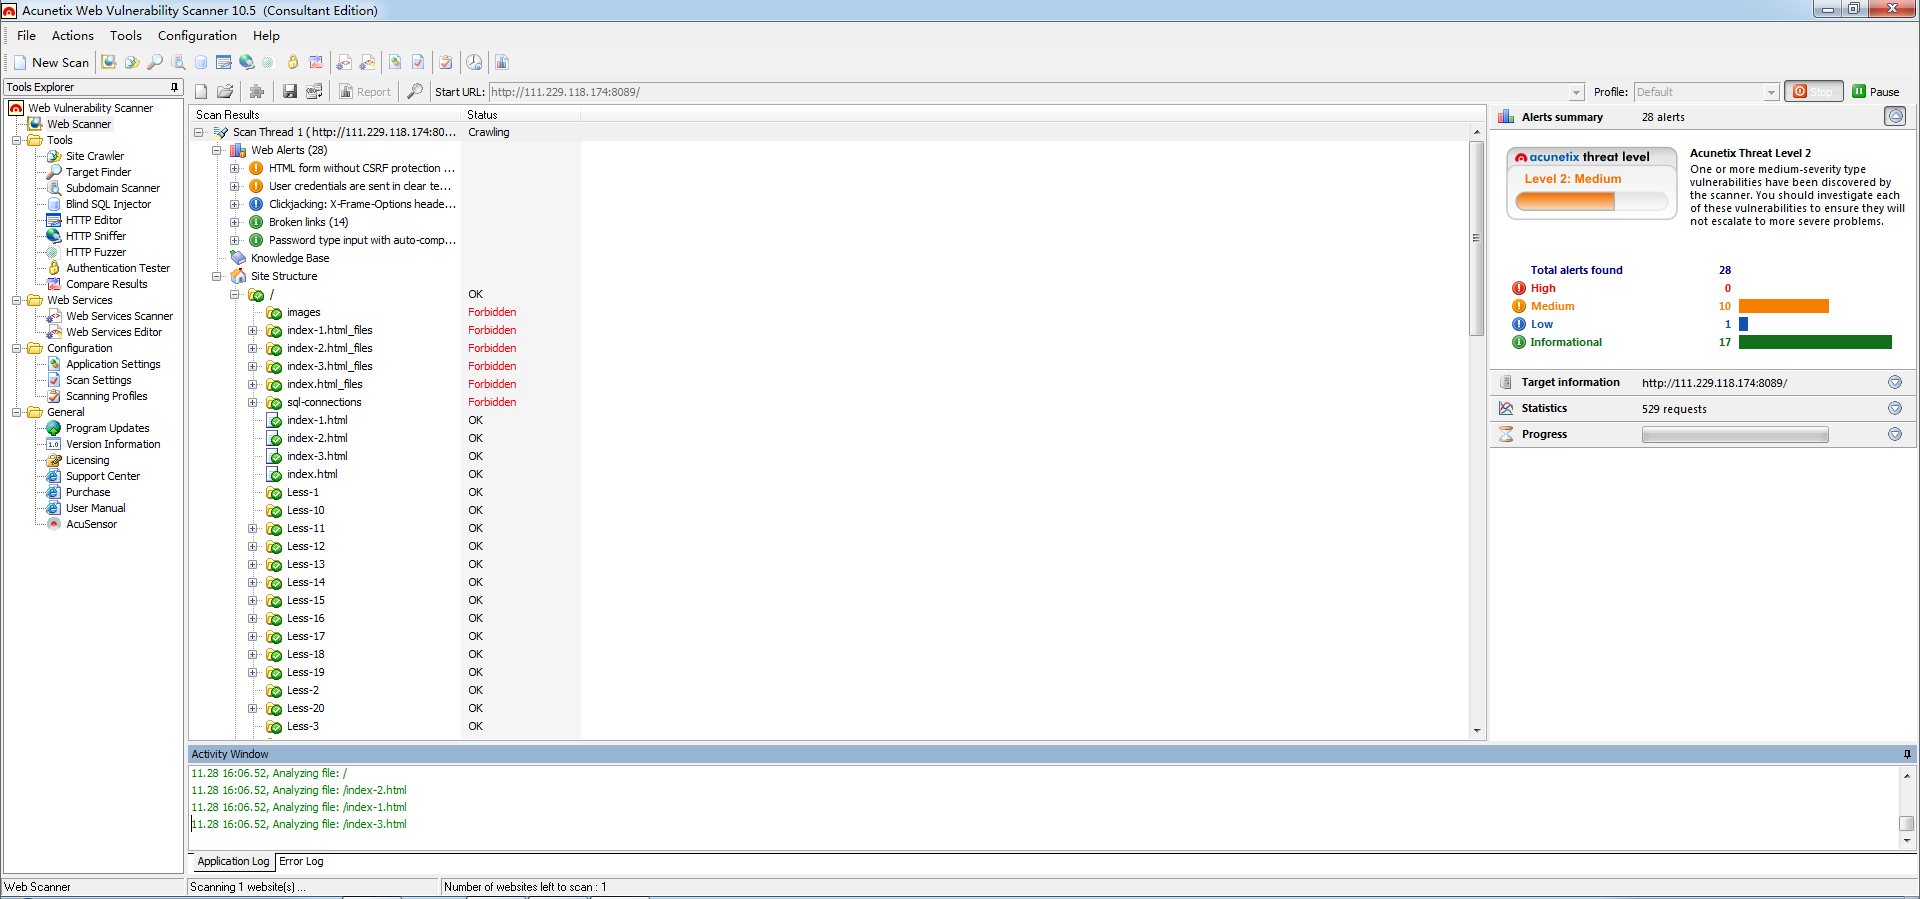 Acunetix Web Vulnerability Scanner 10.5  (Consultant Edition)
File Actions Tools Configuration Help
New Scan
Tools Explorer
Web Vulnerability Scanner
Web Scanner
Tools
Site Crawler
Target Finder
Subdomain Scanner
Blind SQL Injector
HTTP Editor
HTTP Sniffer
HTTP Fuzzer
Authentication Tester
Compare Results
Web Services
Web Services Scanner
Web Services Editor
Configuration
Application Settings
Scan Settings
Scanning Profiles
General
Program Updates
1.0 Version Information
Licensing
Support Center
Purchase
User Manual
AcuSensor
Report Start URL: http://111.229.118.174:8089/ Profile: Default Stop Pause
Scan Results Status
Scan Thread 1 ( http://111.229.118.174:80... Crawling
Web Alerts (28)
HTML form without CSRF protection ...
User credentials are sent in clear te...
Clickjacking: X-Frame-Options heade...
Broken links (14)
Password type input with auto-comp...
Knowledge Base
Site Structure
/ OK
images Forbidden
index-1.html_files Forbidden
index-2.html_files Forbidden
index-3.html_files Forbidden
index.html_files Forbidden
sql-connections Forbidden
index-1.html OK
index-2.html OK
index-3.html OK
index.html OK
Less-1 OK
Less-10 OK
Less-11 OK
Less-12 OK
Less-13 OK
Less-14 OK
Less-15 OK
Less-16 OK
Less-17 OK
Less-18 OK
Less-19 OK
Less-2 OK
Less-20 OK
Less-3 OK
Alerts summary 28 alerts
acunetix threat level
Level 2: Medium
Acunetix Threat Level 2
One or more medium-severity type
vulnerabilities have been discovered by
the scanner. You should investigate each
of these vulnerabilities to ensure they will
not escalate to more severe problems.
Total alerts found 28
High 0
Medium 10
Low 1
Informational 17
Target information http://111.229.118.174:8089/
Statistics 529 requests
Progress
Activity Window
11.28 16:06.52, Analyzing file: /
11.28 16:06.52, Analyzing file: /index-2.html
11.28 16:06.52, Analyzing file: /index-1.html
11.28 16:06.52, Analyzing file: /index-3.html
Application Log Error Log
Web Scanner Scanning 1 website(s) ... Number of websites left to scan : 1